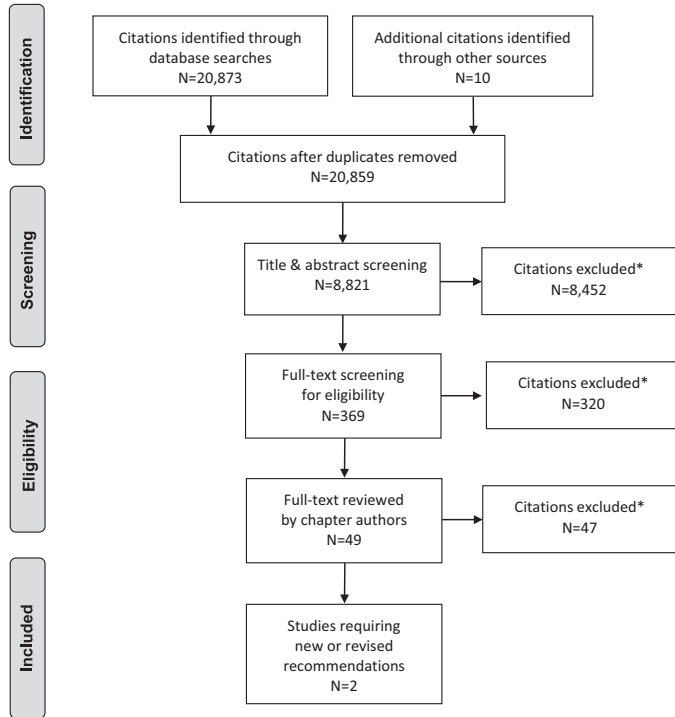 Identification
Citations identified through
database searches
N=20,873
Additional citations identified
through other sources
N=10
Citations after duplicates removed
N=20,859
Screening
Title & abstract screening
N=8,821
Citations excluded*
N=8,452
Eligibility
Full-text screening
for eligibility
N=369
Citations excluded*
N=320
Full-text reviewed
by chapter authors
N=49
Citations excluded*
N=47
Included
Studies requiring
new or revised
recommendations
N=2